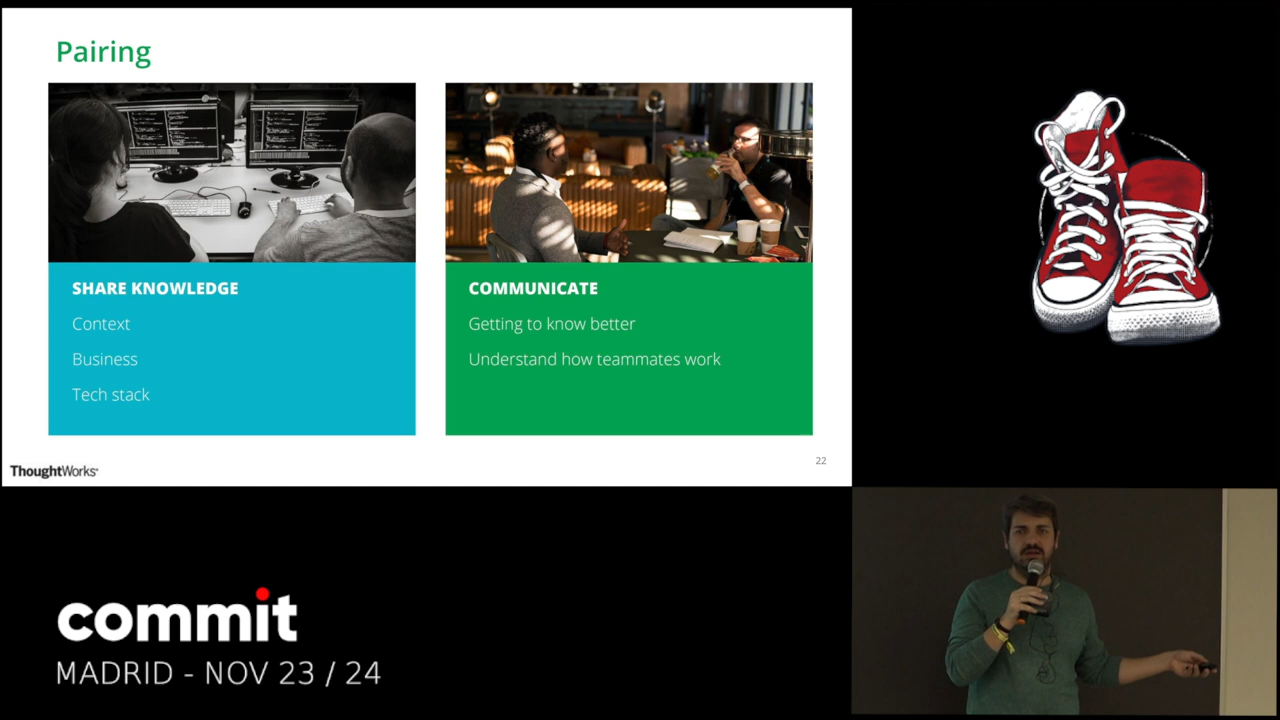 Pairing
SHARE KNOWLEDGE
Context
Business
Tech stack
COMMUNICATE
Getting to know better
Understand how teammates work
ThoughtWorks®
22
commit
MADRID - NOV 23 / 24